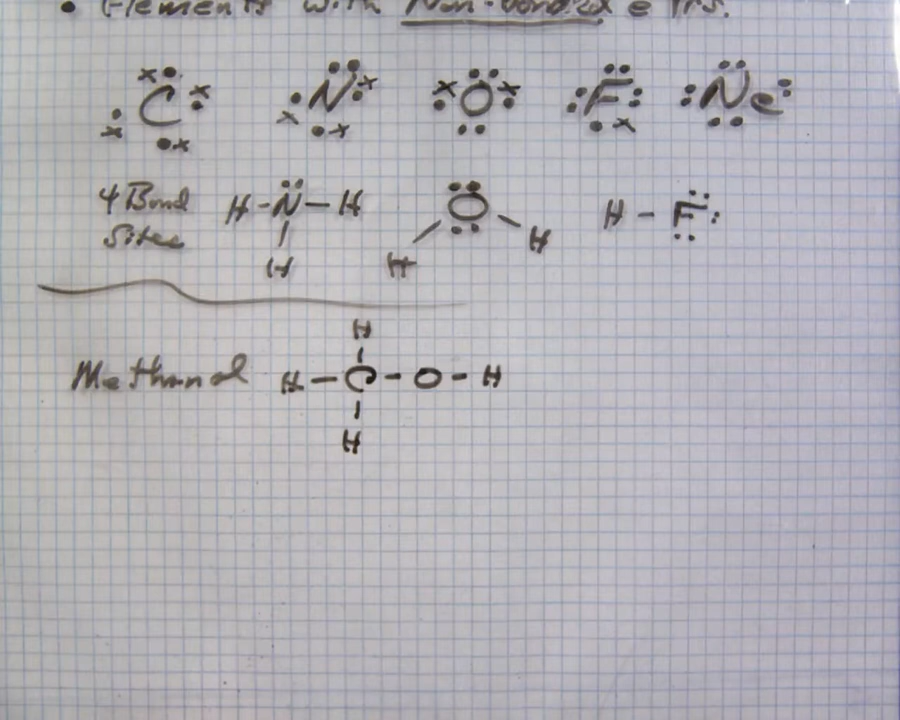 • Elements with Non-bonded e Prs.
C N O F Ne
4 Bond H - N - H O H - F
Sites H H H
H
Methanol H - C - O - H
H